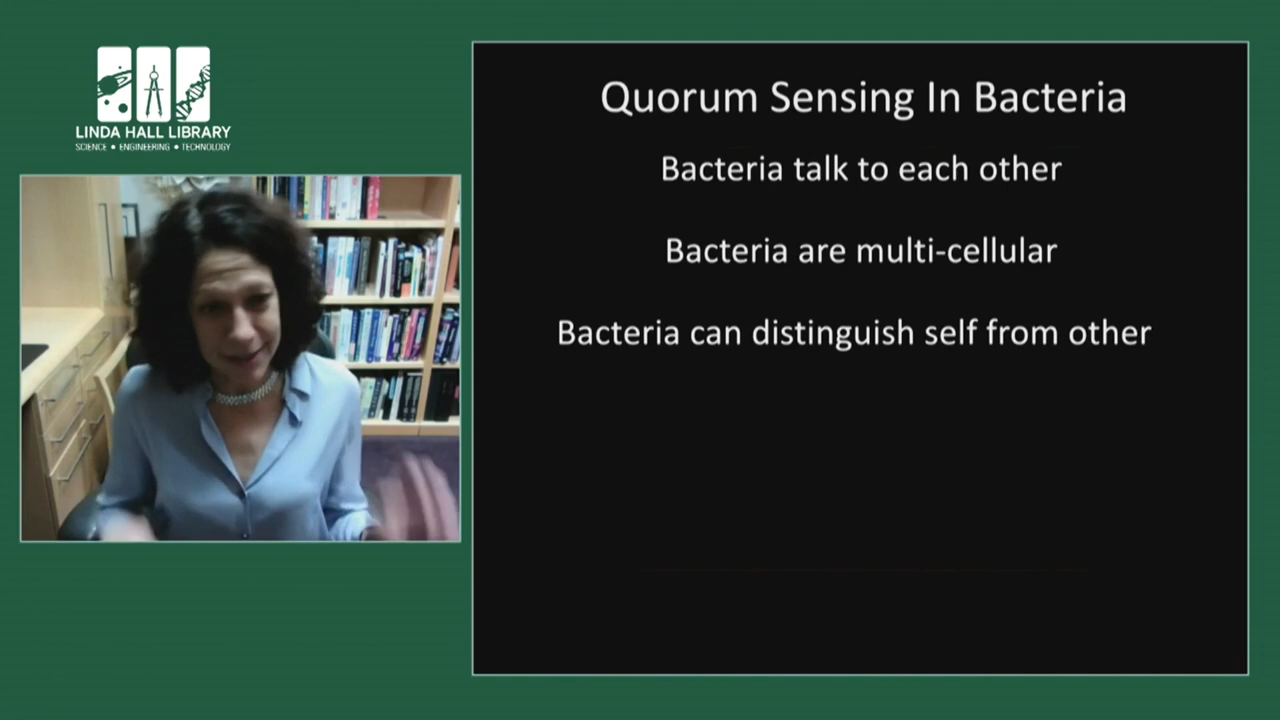 LINDA HALL LIBRARY
SCIENCE • ENGINEERING • TECHNOLOGY
Quorum Sensing In Bacteria
Bacteria talk to each other
Bacteria are multi-cellular
Bacteria can distinguish self from other